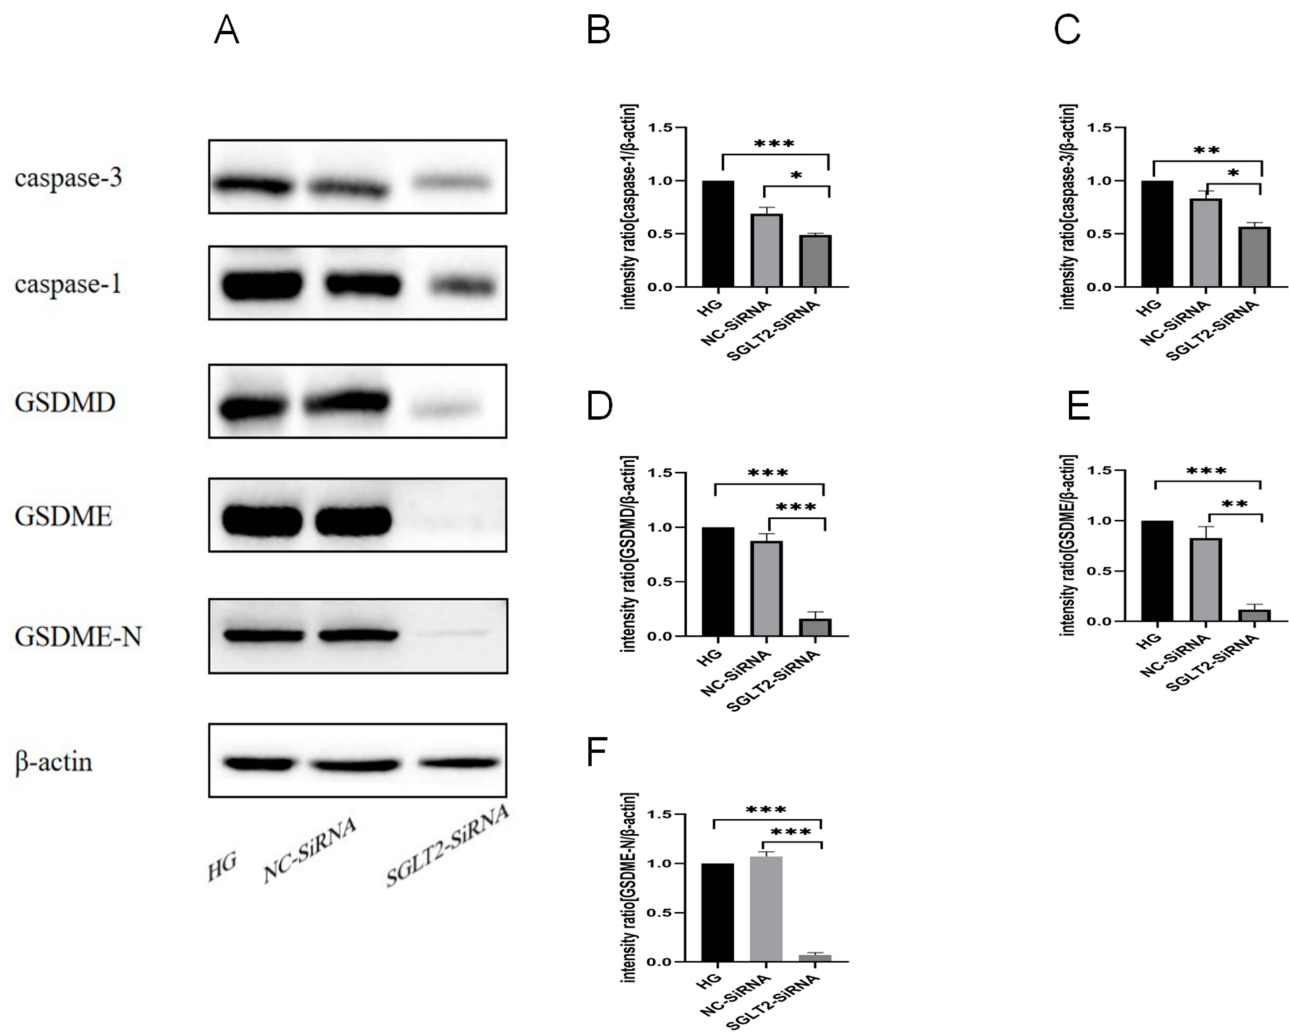 A
caspase-3
caspase-1
GSDMD
GSDME
GSDME-N
β-actin
HG
NC-SiRNA
SGLT2-SiRNA
B
intensity ratio[caspase-1/β-actin]
1.5
1.0
0.5
0.0
***
*
HG
NC-SiRNA
SGLT2-SiRNA
C
intensity ratio[caspase-3/β-actin]
1.5
1.0
0.5
0.0
**
*
HG
NC-SiRNA
SGLT2-SiRNA
D
intensity ratio[GSDMD/β-actin]
1.5
1.0
0.5
0.0
***
***
HG
NC-SiRNA
SGLT2-SiRNA
E
intensity ratio[GSDME/β-actin]
1.5
1.0
0.5
0.0
***
**
HG
NC-SiRNA
SGLT2-SiRNA
F
intensity ratio[GSDME-N/β-actin]
1.5
1.0
0.5
0.0
***
***
HG
NC-SiRNA
SGLT2-SiRNA